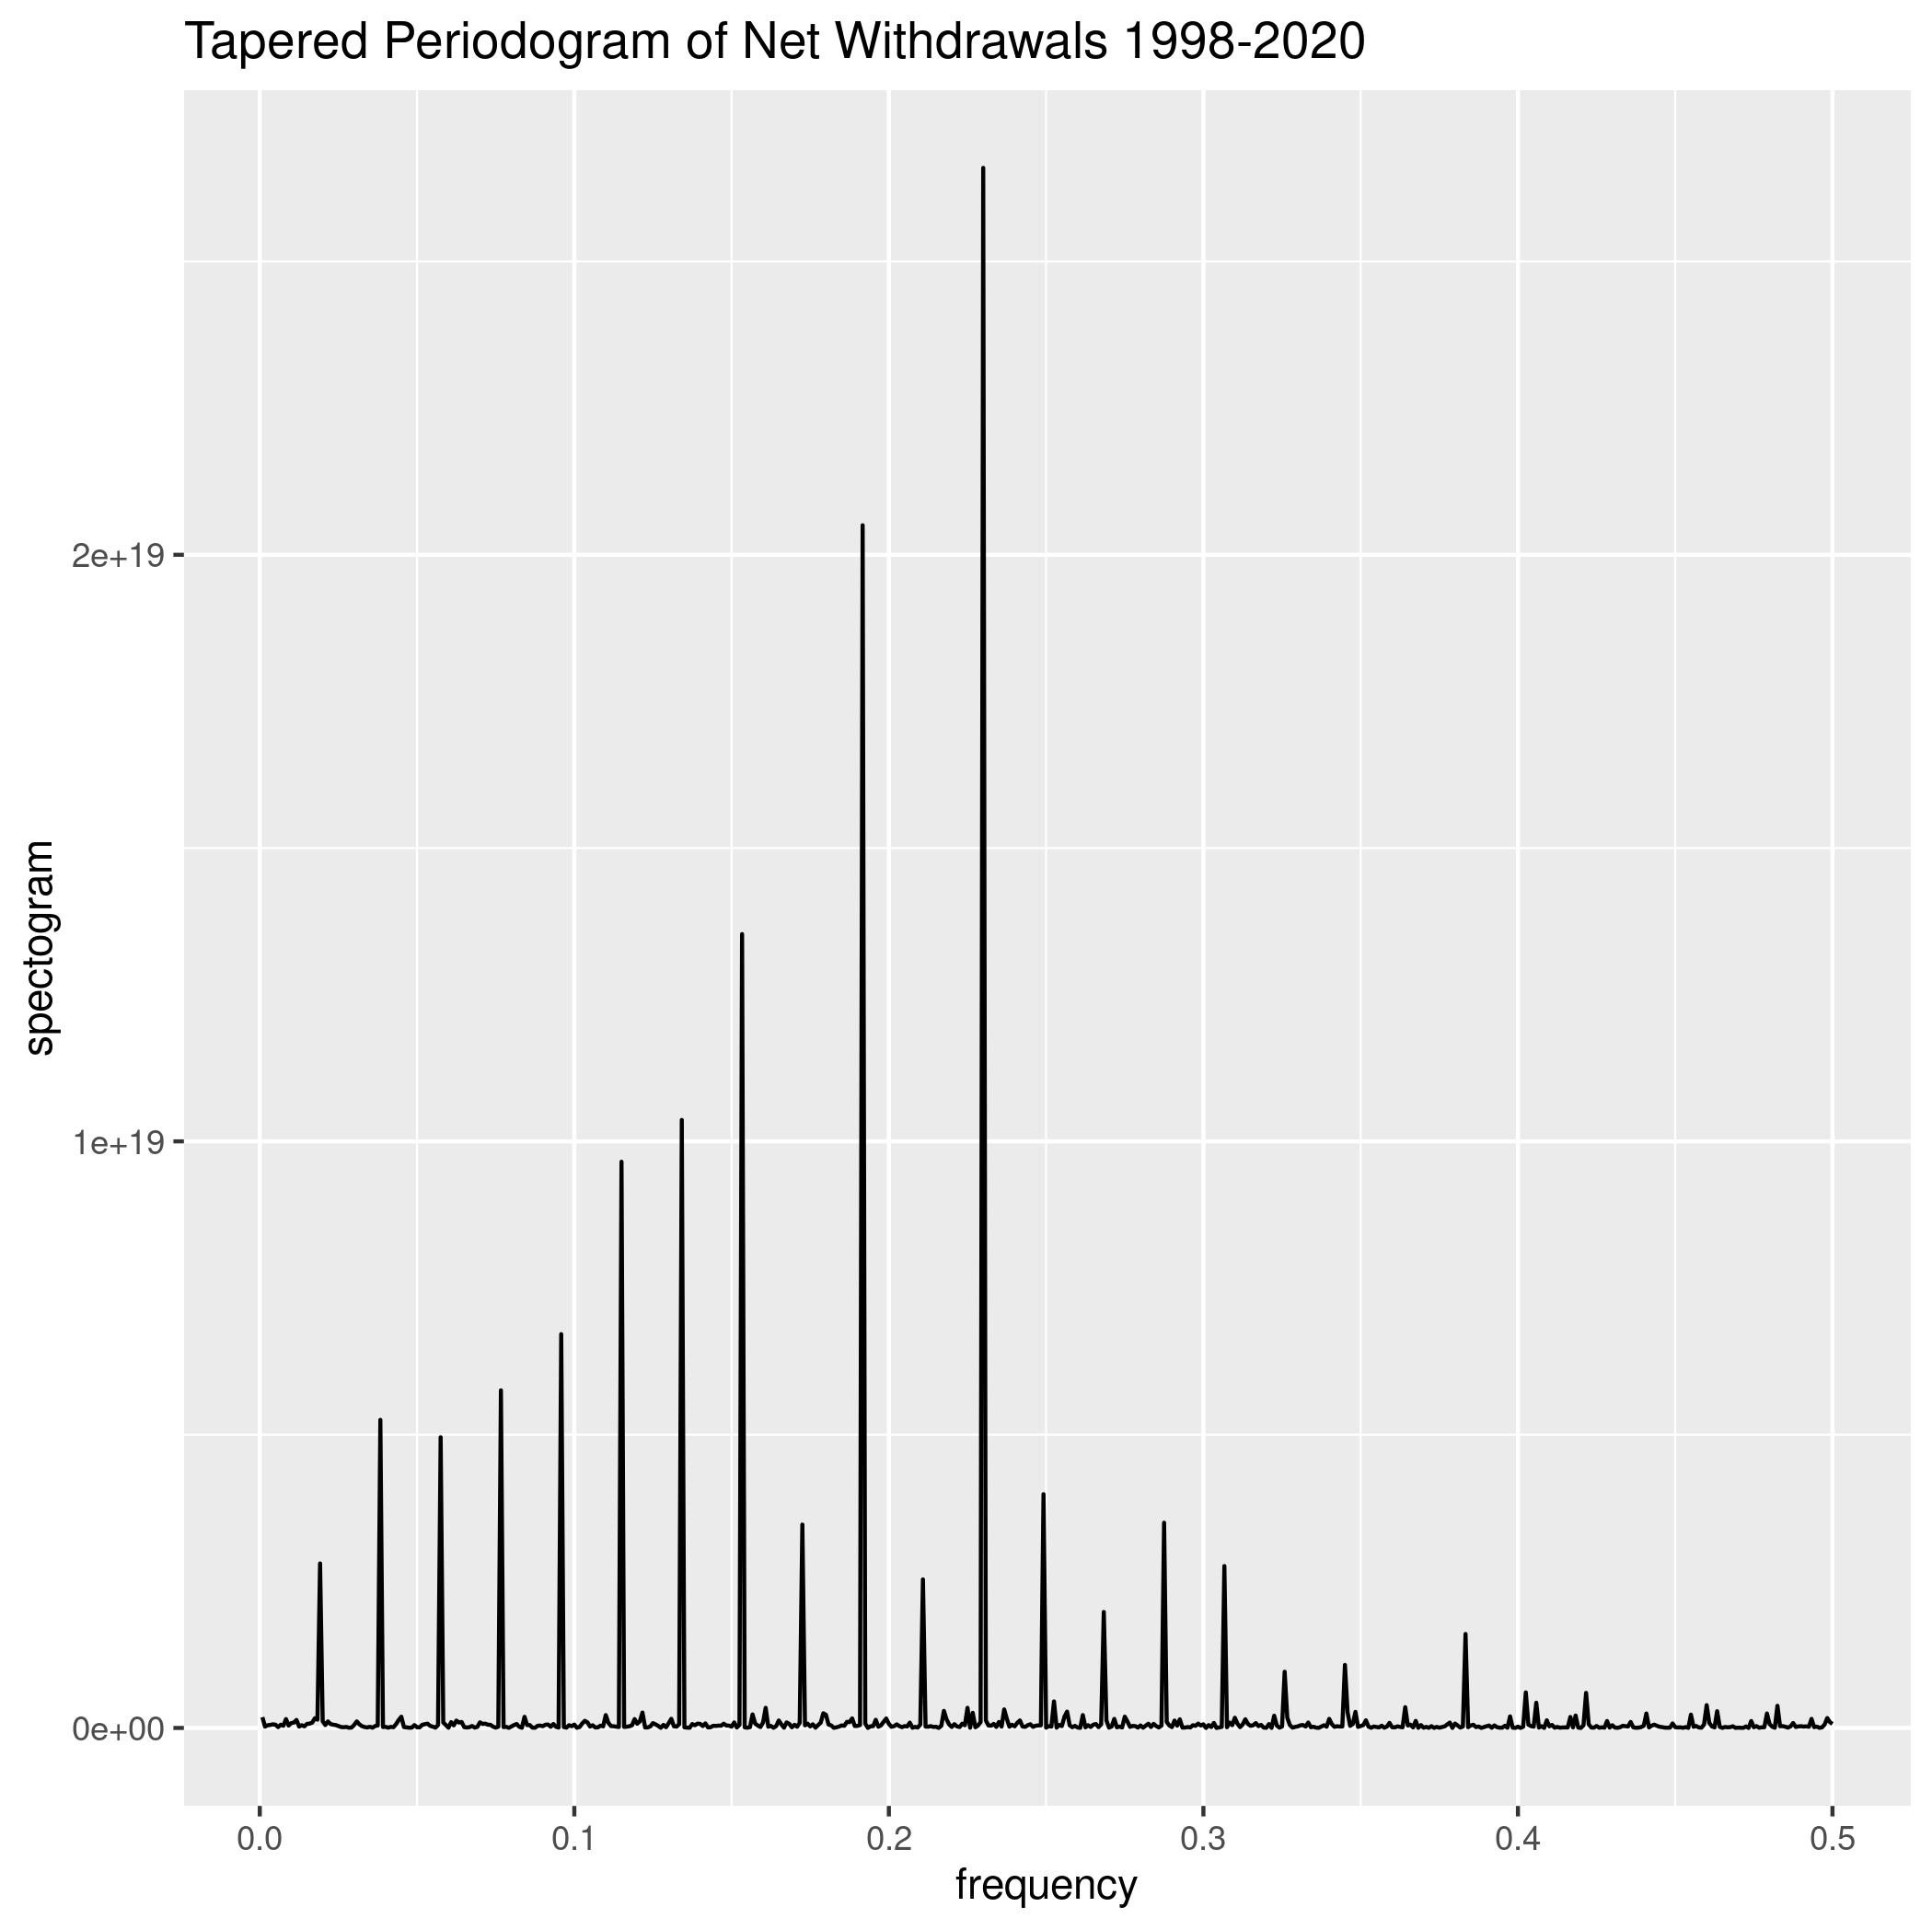 Tapered Periodogram of Net Withdrawals 1998-2020
spectogram
2e+19
1e+19
0e+00
0.0 0.1 0.2 0.3 0.4 0.5
frequency